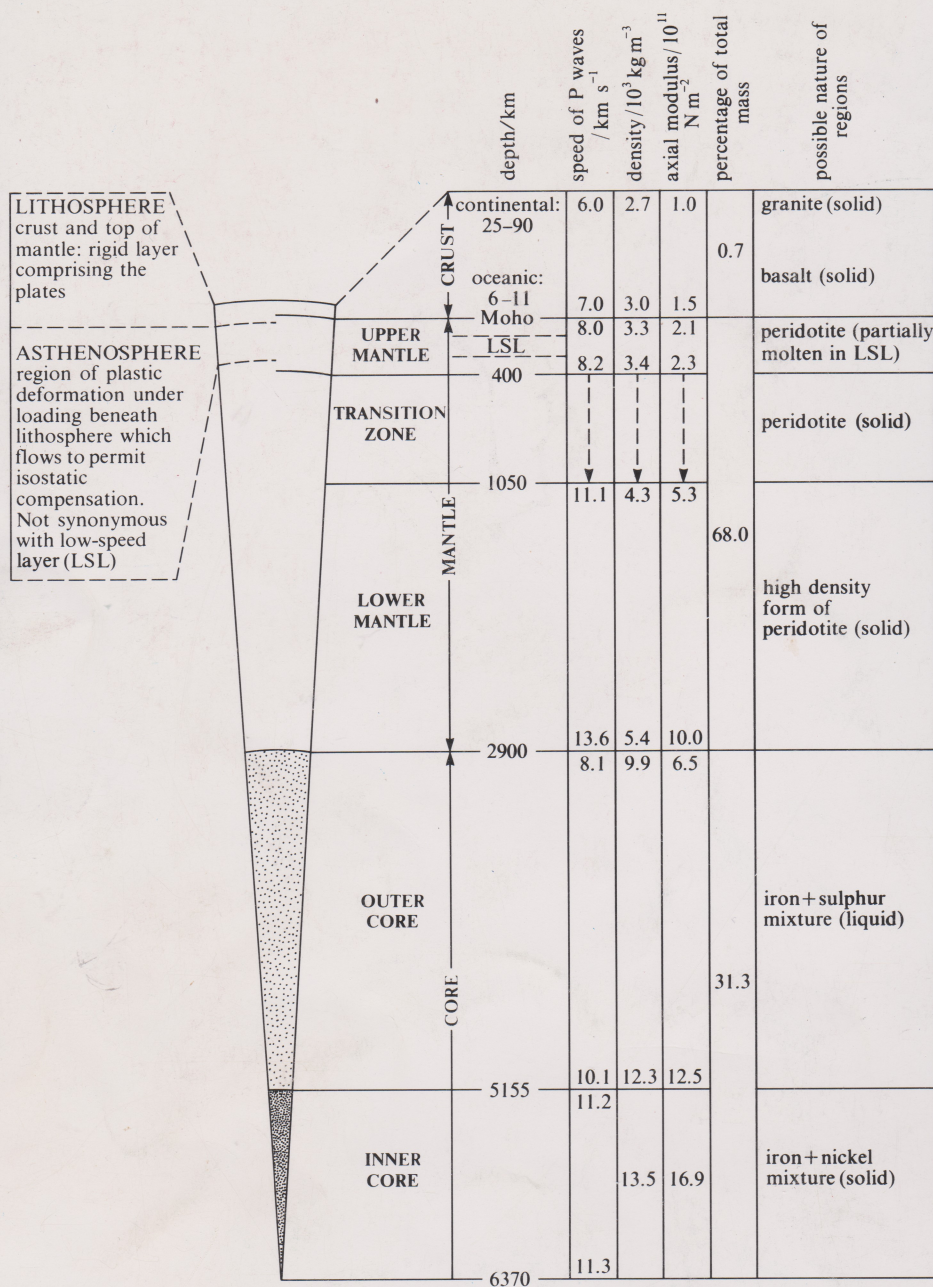 depth/km
speed of P waves
/km s⁻¹
density/10³ kg m⁻³
axial modulus/10¹¹
N m⁻²
percentage of total
mass
possible nature of
regions
LITHOSPHERE
crust and top of
mantle: rigid layer
comprising the
plates
ASTHENOSPHERE
region of plastic
deformation under
loading beneath
lithosphere which
flows to permit
isostatic
compensation.
Not synonymous
with low-speed
layer (LSL)
CRUST
continental: 6.0 2.7 1.0 granite (solid)
25–90
0.7
oceanic: basalt (solid)
6–11 7.0 3.0 1.5
Moho
MANTLE
UPPER
MANTLE
8.0 3.3 2.1 peridotite (partially
molten in LSL)
LSL
8.2 3.4 2.3
400
TRANSITION
ZONE
peridotite (solid)
1050
11.1 4.3 5.3
68.0
LOWER
MANTLE
high density
form of
peridotite (solid)
13.6 5.4 10.0
2900
8.1 9.9 6.5
CORE
OUTER
CORE
iron+sulphur
mixture (liquid)
31.3
10.1 12.3 12.5
5155
11.2
INNER
CORE
13.5 16.9
iron+nickel
mixture (solid)
11.3
6370